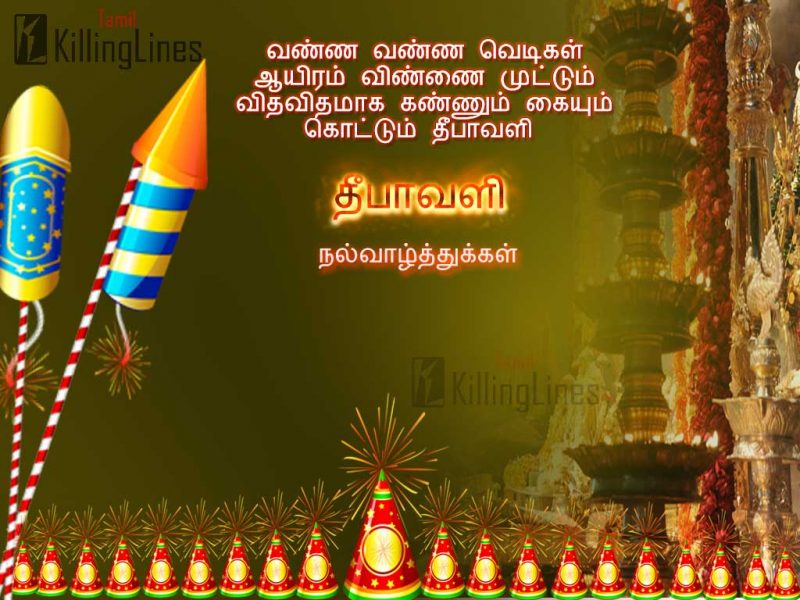 Tamil
KillingLines
வண்ண வண்ண வெடிகள்
ஆயிரம் விண்ணை முட்டும்
விதவிதமாக கண்ணும் கையும்
கொட்டும் தீபாவளி
தீபாவளி
நல்வாழ்த்துக்கள்
Tamil
KillingLines